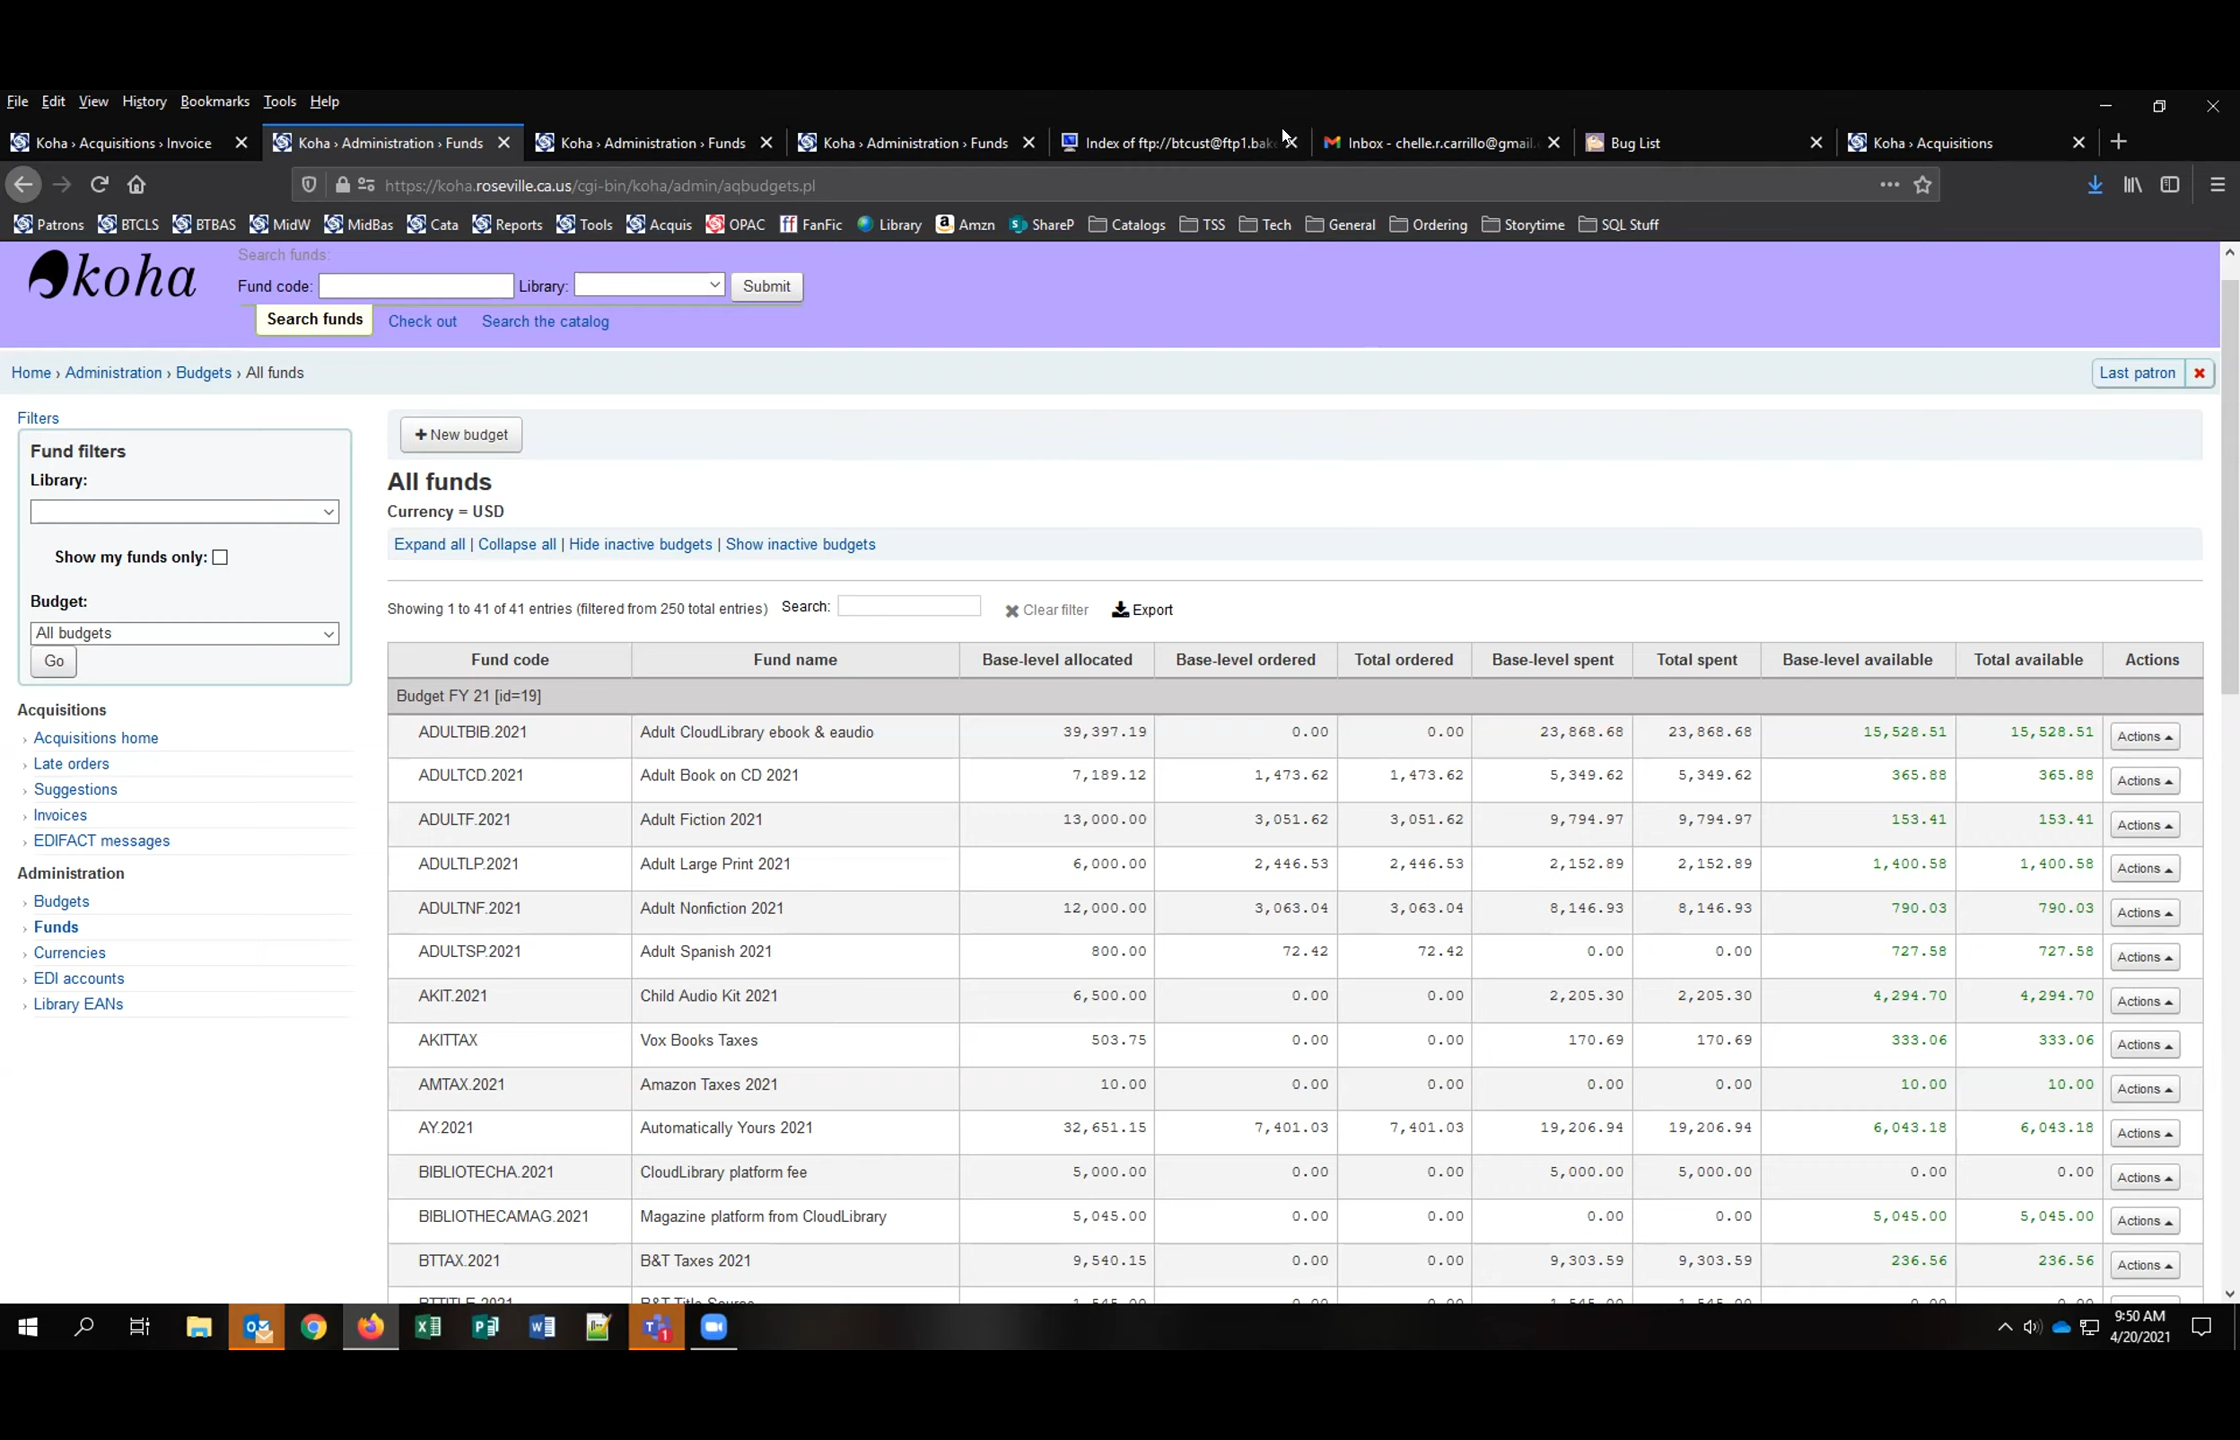 File Edit View History Bookmarks Tools Help
Koha › Acquisitions › Invoice Koha › Administration › Funds Koha › Administration › Funds Koha › Administration › Funds Index of ftp://btcust@ftp1.bak Inbox - chelle.r.carrillo@gmail. Bug List Koha › Acquisitions
https://koha.roseville.ca.us/cgi-bin/koha/admin/aqbudgets.pl
Patrons BTCLS BTBAS MidW MidBas Cata Reports Tools Acquis OPAC FanFic Library Amzn ShareP Catalogs TSS Tech General Ordering Storytime SQL Stuff
koha
Search funds:
Fund code: Library: Submit
Search funds Check out Search the catalog
Home › Administration › Budgets › All funds Last patron
Filters
Fund filters
Library:
Show my funds only:
Budget:
All budgets
Go
Acquisitions
Acquisitions home
Late orders
Suggestions
Invoices
EDIFACT messages
Administration
Budgets
Funds
Currencies
EDI accounts
Library EANs
+ New budget
All funds
Currency = USD
Expand all | Collapse all | Hide inactive budgets | Show inactive budgets
Showing 1 to 41 of 41 entries (filtered from 250 total entries) Search: Clear filter Export
Fund code Fund name Base-level allocated Base-level ordered Total ordered Base-level spent Total spent Base-level available Total available Actions
Budget FY 21 [id=19]
ADULTBIB.2021 Adult CloudLibrary ebook & eaudio 39,397.19 0.00 0.00 23,868.68 23,868.68 15,528.51 15,528.51 Actions
ADULTCD.2021 Adult Book on CD 2021 7,189.12 1,473.62 1,473.62 5,349.62 5,349.62 365.88 365.88 Actions
ADULTF.2021 Adult Fiction 2021 13,000.00 3,051.62 3,051.62 9,794.97 9,794.97 153.41 153.41 Actions
ADULTLP.2021 Adult Large Print 2021 6,000.00 2,446.53 2,446.53 2,152.89 2,152.89 1,400.58 1,400.58 Actions
ADULTNF.2021 Adult Nonfiction 2021 12,000.00 3,063.04 3,063.04 8,146.93 8,146.93 790.03 790.03 Actions
ADULTSP.2021 Adult Spanish 2021 800.00 72.42 72.42 0.00 0.00 727.58 727.58 Actions
AKIT.2021 Child Audio Kit 2021 6,500.00 0.00 0.00 2,205.30 2,205.30 4,294.70 4,294.70 Actions
AKITTAX Vox Books Taxes 503.75 0.00 0.00 170.69 170.69 333.06 333.06 Actions
AMTAX.2021 Amazon Taxes 2021 10.00 0.00 0.00 0.00 0.00 10.00 10.00 Actions
AY.2021 Automatically Yours 2021 32,651.15 7,401.03 7,401.03 19,206.94 19,206.94 6,043.18 6,043.18 Actions
BIBLIOTECHA.2021 CloudLibrary platform fee 5,000.00 0.00 0.00 5,000.00 5,000.00 0.00 0.00 Actions
BIBLIOTHECAMAG.2021 Magazine platform from CloudLibrary 5,045.00 0.00 0.00 0.00 0.00 5,045.00 5,045.00 Actions
BTTAX.2021 B&T Taxes 2021 9,540.15 0.00 0.00 9,303.59 9,303.59 236.56 236.56 Actions
BTTITLE.2021 B&T Title Source 1,545.00 0.00 0.00 1,545.00 1,545.00 0.00 0.00
9:50 AM
4/20/2021